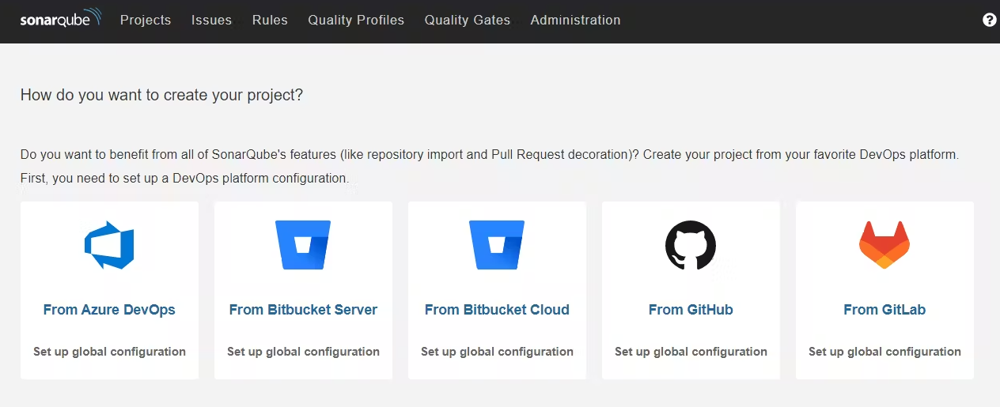 sonarqube Projects Issues Rules Quality Profiles Quality Gates Administration ?
How do you want to create your project?
Do you want to benefit from all of SonarQube's features (like repository import and Pull Request decoration)? Create your project from your favorite DevOps platform.
First, you need to set up a DevOps platform configuration.
From Azure DevOps From Bitbucket Server From Bitbucket Cloud From GitHub From GitLab
Set up global configuration Set up global configuration Set up global configuration Set up global configuration Set up global configuration